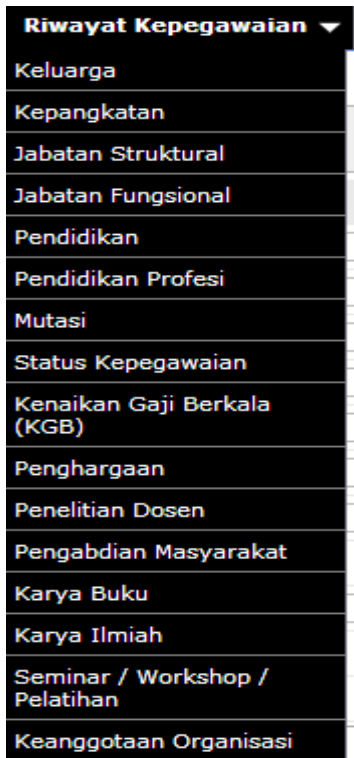 Riwayat Kepegawaian
Keluarga
Kepangkatan
Jabatan Struktural
Jabatan Fungsional
Pendidikan
Pendidikan Profesi
Mutasi
Status Kepegawaian
Kenaikan Gaji Berkala
(KGB)
Penghargaan
Penelitian Dosen
Pengabdian Masyarakat
Karya Buku
Karya Ilmiah
Seminar / Workshop /
Pelatihan
Keanggotaan Organisasi